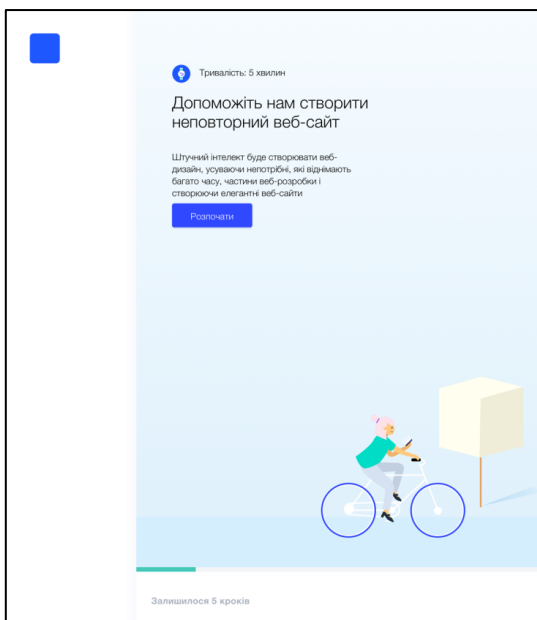 Тривалість: 5 хвилин
Допоможіть нам створити
неповторний веб-сайт
Штучний інтелект буде створювати веб-
дизайн, усуваючи непотрібні, які віднімають
багато часу, частини веб-розробки і
створюючи елегантні веб-сайти
Розпочати
Залишилося 5 кроків